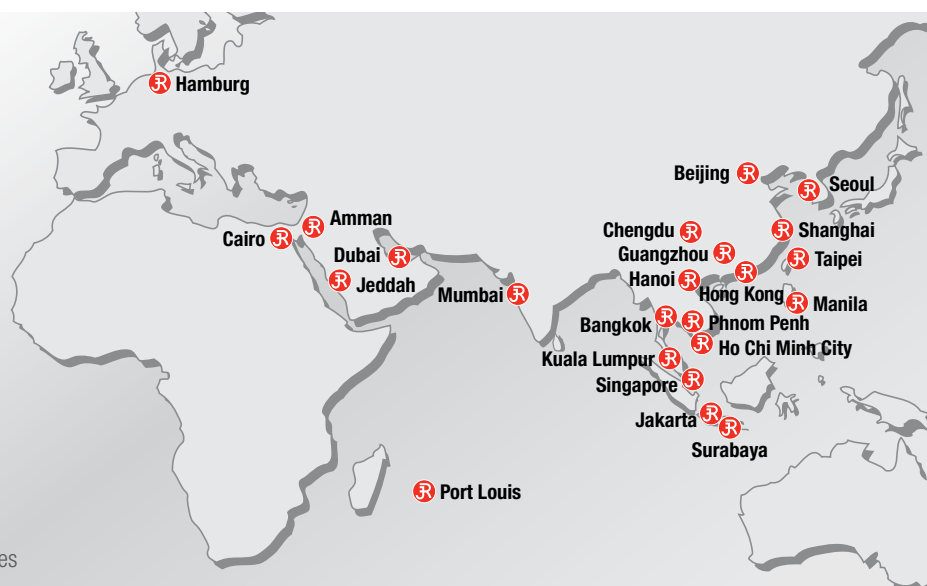 Hamburg
Beijing
Seoul
Amman
Cairo
Chengdu
Shanghai
Dubai
Guangzhou
Taipei
Hanoi
Jeddah
Mumbai
Hong Kong
Manila
Bangkok
Phnom Penh
Ho Chi Minh City
Kuala Lumpur
Singapore
Jakarta
Surabaya
Port Louis
es